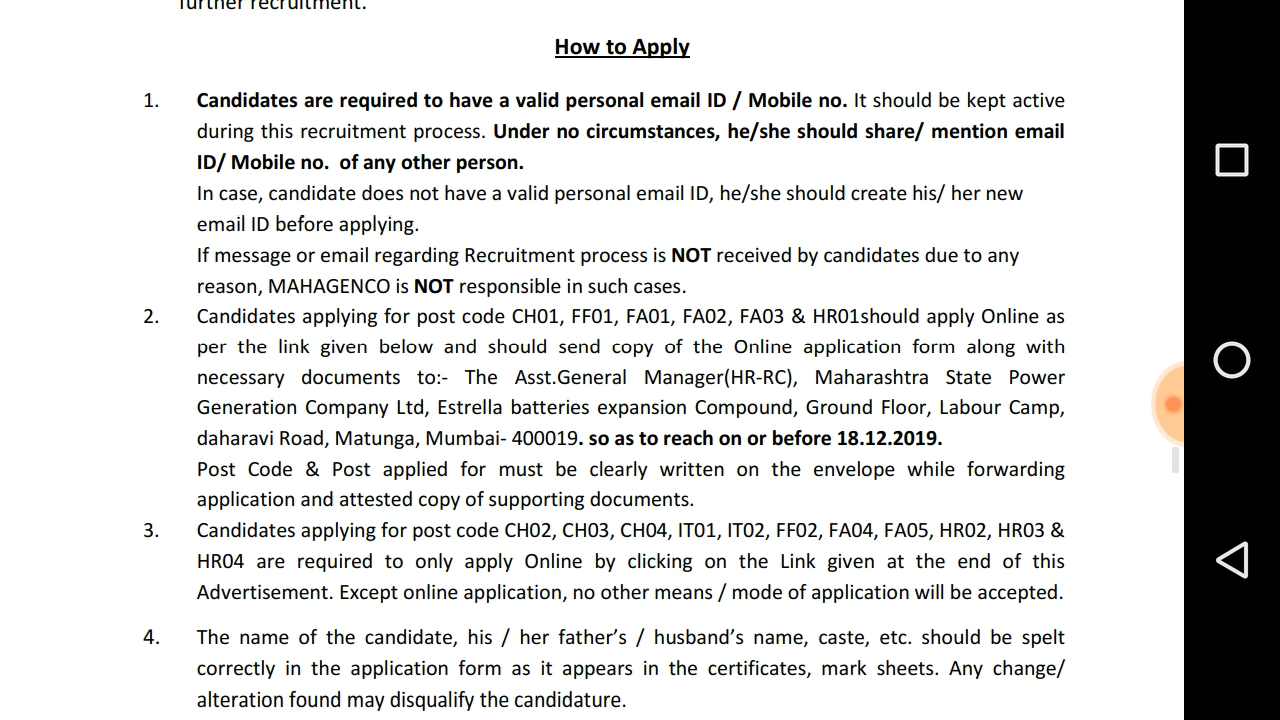 further recruitment.
How to Apply
1. Candidates are required to have a valid personal email ID / Mobile no. It should be kept active
during this recruitment process. Under no circumstances, he/she should share/ mention email
ID/ Mobile no.  of any other person.
In case, candidate does not have a valid personal email ID, he/she should create his/ her new
email ID before applying.
If message or email regarding Recruitment process is NOT received by candidates due to any
reason, MAHAGENCO is NOT responsible in such cases.
2. Candidates applying for post code CH01, FF01, FA01, FA02, FA03 & HR01should apply Online as
per the link given below and should send copy of the Online application form along with
necessary documents to:- The Asst.General Manager(HR-RC), Maharashtra State Power
Generation Company Ltd, Estrella batteries expansion Compound, Ground Floor, Labour Camp,
daharavi Road, Matunga, Mumbai- 400019. so as to reach on or before 18.12.2019.
Post Code & Post applied for must be clearly written on the envelope while forwarding
application and attested copy of supporting documents.
3. Candidates applying for post code CH02, CH03, CH04, IT01, IT02, FF02, FA04, FA05, HR02, HR03 &
HR04 are required to only apply Online by clicking on the Link given at the end of this
Advertisement. Except online application, no other means / mode of application will be accepted.
4. The name of the candidate, his / her father’s / husband’s name, caste, etc. should be spelt
correctly in the application form as it appears in the certificates, mark sheets. Any change/
alteration found may disqualify the candidature.